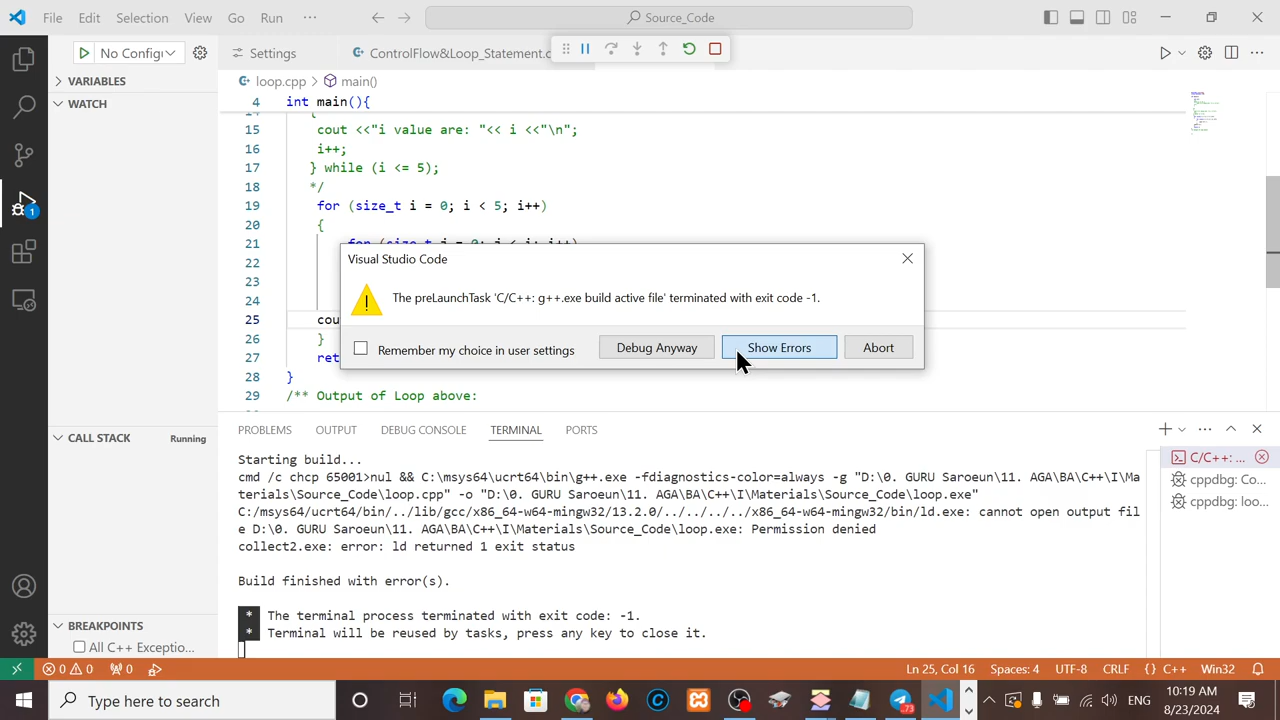 File Edit Selection View Go Run ··· Source_Code
No Config Settings ControlFlow&Loop_Statement.c
VARIABLES
WATCH
CALL STACK Running
BREAKPOINTS
All C++ Exceptio...
loop.cpp > main()
4 int main(){
14 {
15 cout <<"i value are: "<< i <<"\n";
16 i++;
17 } while (i <= 5);
18 */
19 for (size_t i = 0; i < 5; i++)
20 {
21 for (size_t i = 0; i < i; i++)
22
23
24
25 cou
26 }
27 ret
28 }
29 /** Output of Loop above:
Visual Studio Code
The preLaunchTask 'C/C++: g++.exe build active file' terminated with exit code -1.
Remember my choice in user settings Debug Anyway Show Errors Abort
PROBLEMS OUTPUT DEBUG CONSOLE TERMINAL PORTS
C/C++: ...
cppdbg: Co...
cppdbg: loo...
Starting build...
cmd /c chcp 65001>nul && C:\msys64\ucrt64\bin\g++.exe -fdiagnostics-color=always -g "D:\0. GURU Saroeun\11. AGA\BA\C++\I\Ma
terials\Source_Code\loop.cpp" -o "D:\0. GURU Saroeun\11. AGA\BA\C++\I\Materials\Source_Code\loop.exe"
C:/msys64/ucrt64/bin/../lib/gcc/x86_64-w64-mingw32/13.2.0/../../../../x86_64-w64-mingw32/bin/ld.exe: cannot open output fil
e D:\0. GURU Saroeun\11. AGA\BA\C++\I\Materials\Source_Code\loop.exe: Permission denied
collect2.exe: error: ld returned 1 exit status
Build finished with error(s).
* The terminal process terminated with exit code: -1.
* Terminal will be reused by tasks, press any key to close it.
0 0 0 Ln 25, Col 16 Spaces: 4 UTF-8 CRLF {} C++ Win32
Type here to search
73
ENG
10:19 AM
8/23/2024